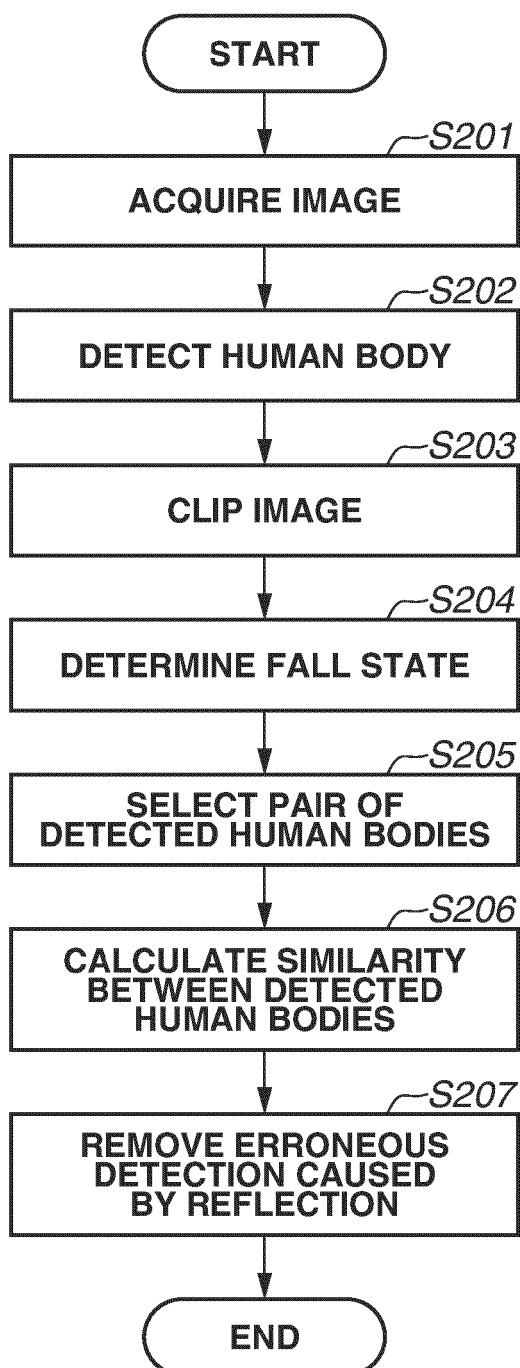 START
S201
ACQUIRE IMAGE
S202
DETECT HUMAN BODY
S203
CLIP IMAGE
S204
DETERMINE FALL STATE
S205
SELECT PAIR OF
DETECTED HUMAN BODIES
S206
CALCULATE SIMILARITY
BETWEEN DETECTED
HUMAN BODIES
S207
REMOVE ERRONEOUS
DETECTION CAUSED
BY REFLECTION
END